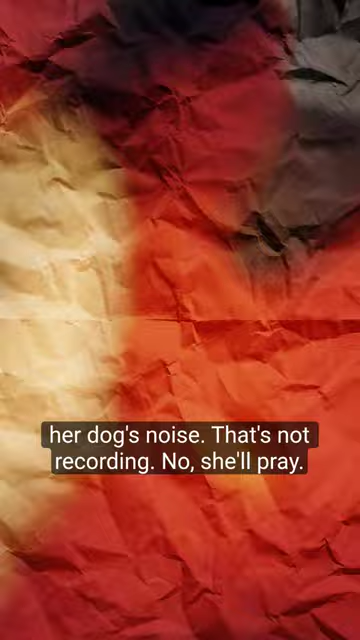 her dog's noise. That's not
recording. No, she'll pray.